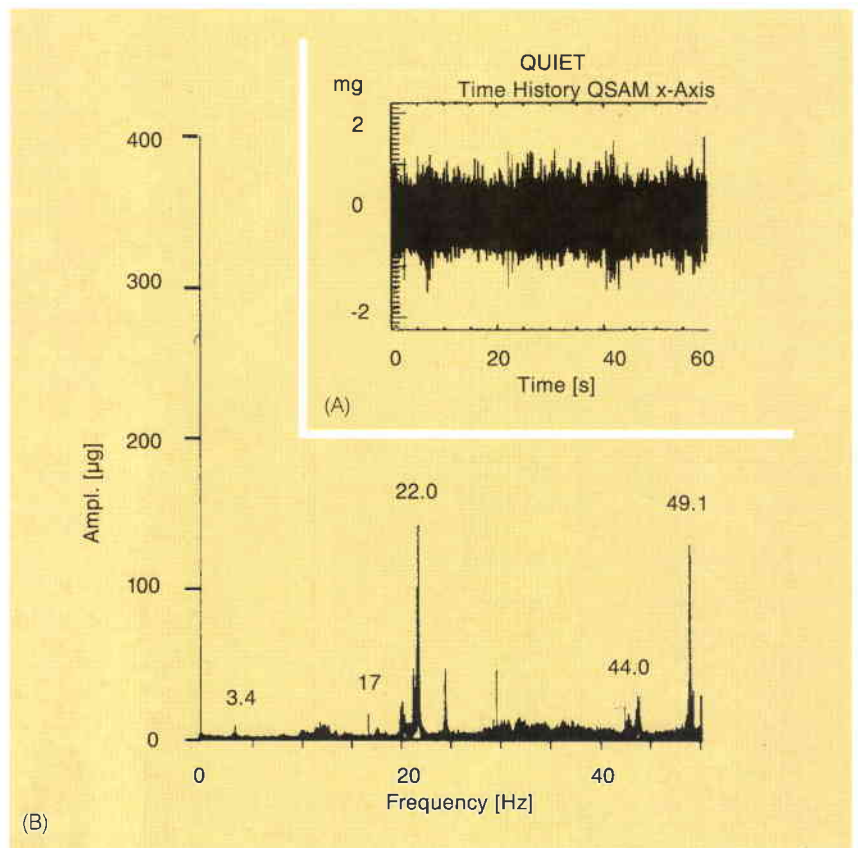 QUIET
Time History QSAM x-Axis
mg
2
0
-2
0 20 40 60
Time [s]
(A)
400
300
200
100
0
Ampl. [µg]
22.0
49.1
3.4
17
44.0
0 20 40
Frequency [Hz]
(B)